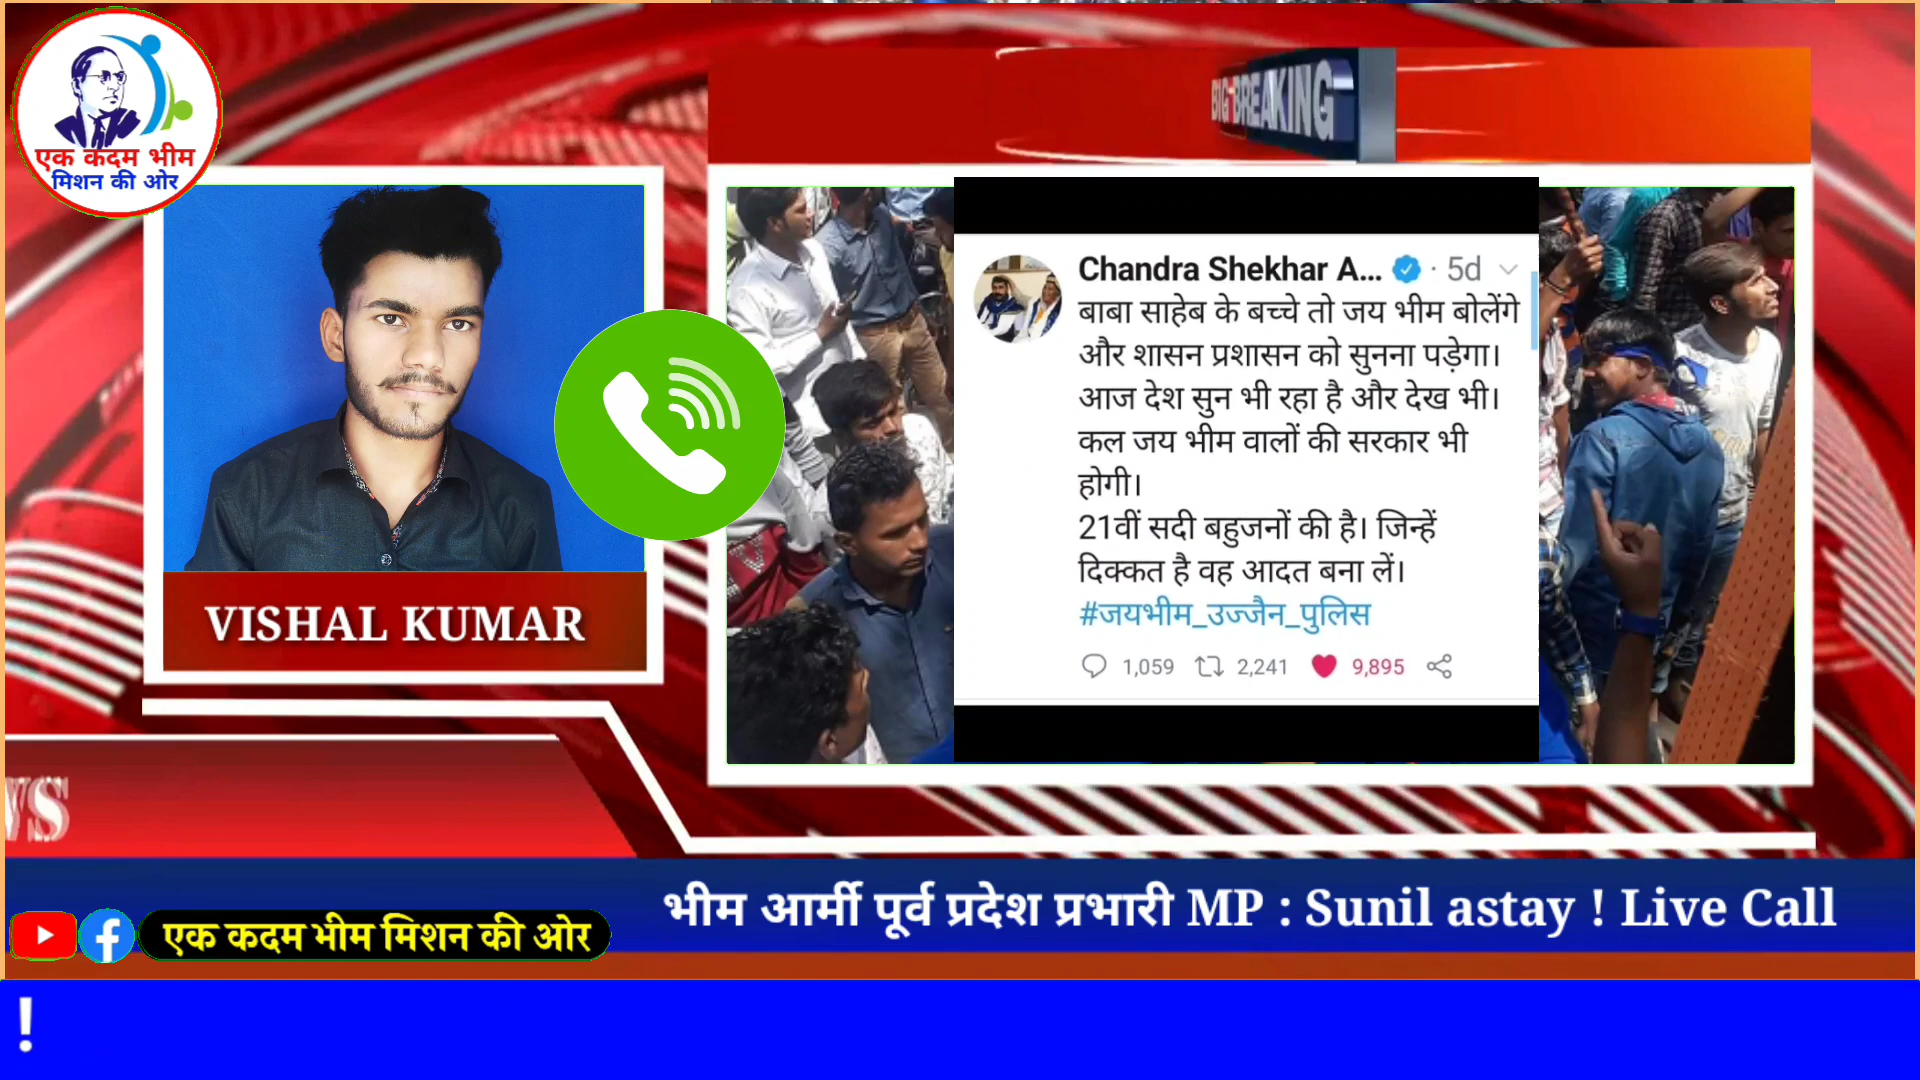 एक कदम भीम
मिशन की ओर
BIG BREAKING
Chandra Shekhar A... · 5d
बाबा साहेब के बच्चे तो जय भीम बोलेंगे
और शासन प्रशासन को सुनना पड़ेगा।
आज देश सुन भी रहा है और देख भी।
कल जय भीम वालों की सरकार भी
होगी।
21वीं सदी बहुजनों की है। जिन्हें
दिक्कत है वह आदत बना लें।
#जयभीम_उज्जैन_पुलिस
1,059 2,241 9,895
VISHAL KUMAR
WS
भीम आर्मी पूर्व प्रदेश प्रभारी MP : Sunil astay ! Live Call
एक कदम भीम मिशन की ओर
!